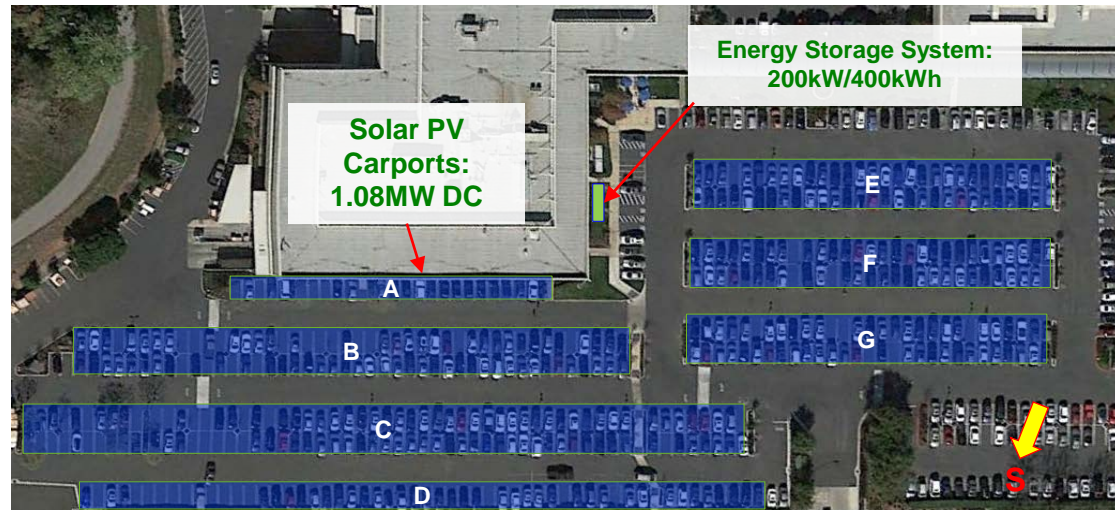 Energy Storage System:
200kW/400kWh
Solar PV
Carports:
1.08MW DC
E
F
A
G
B
C
S
D